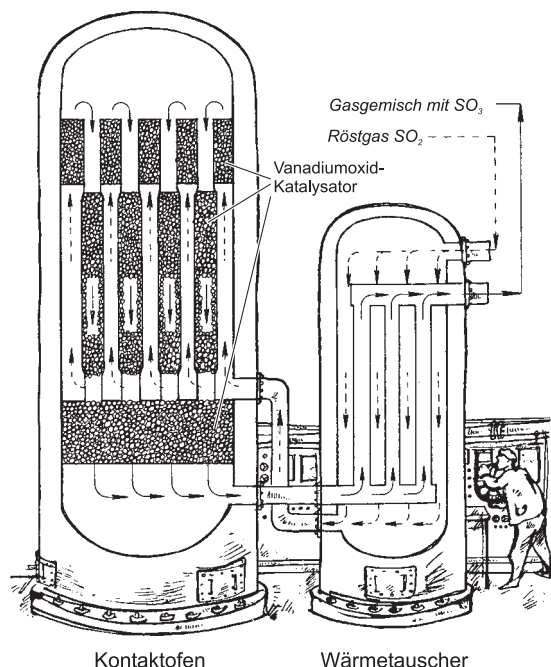 Gasgemisch mit SO₃
Röstgas SO₂
Vanadiumoxid-
Katalysator
Kontaktofen
Wärmetauscher